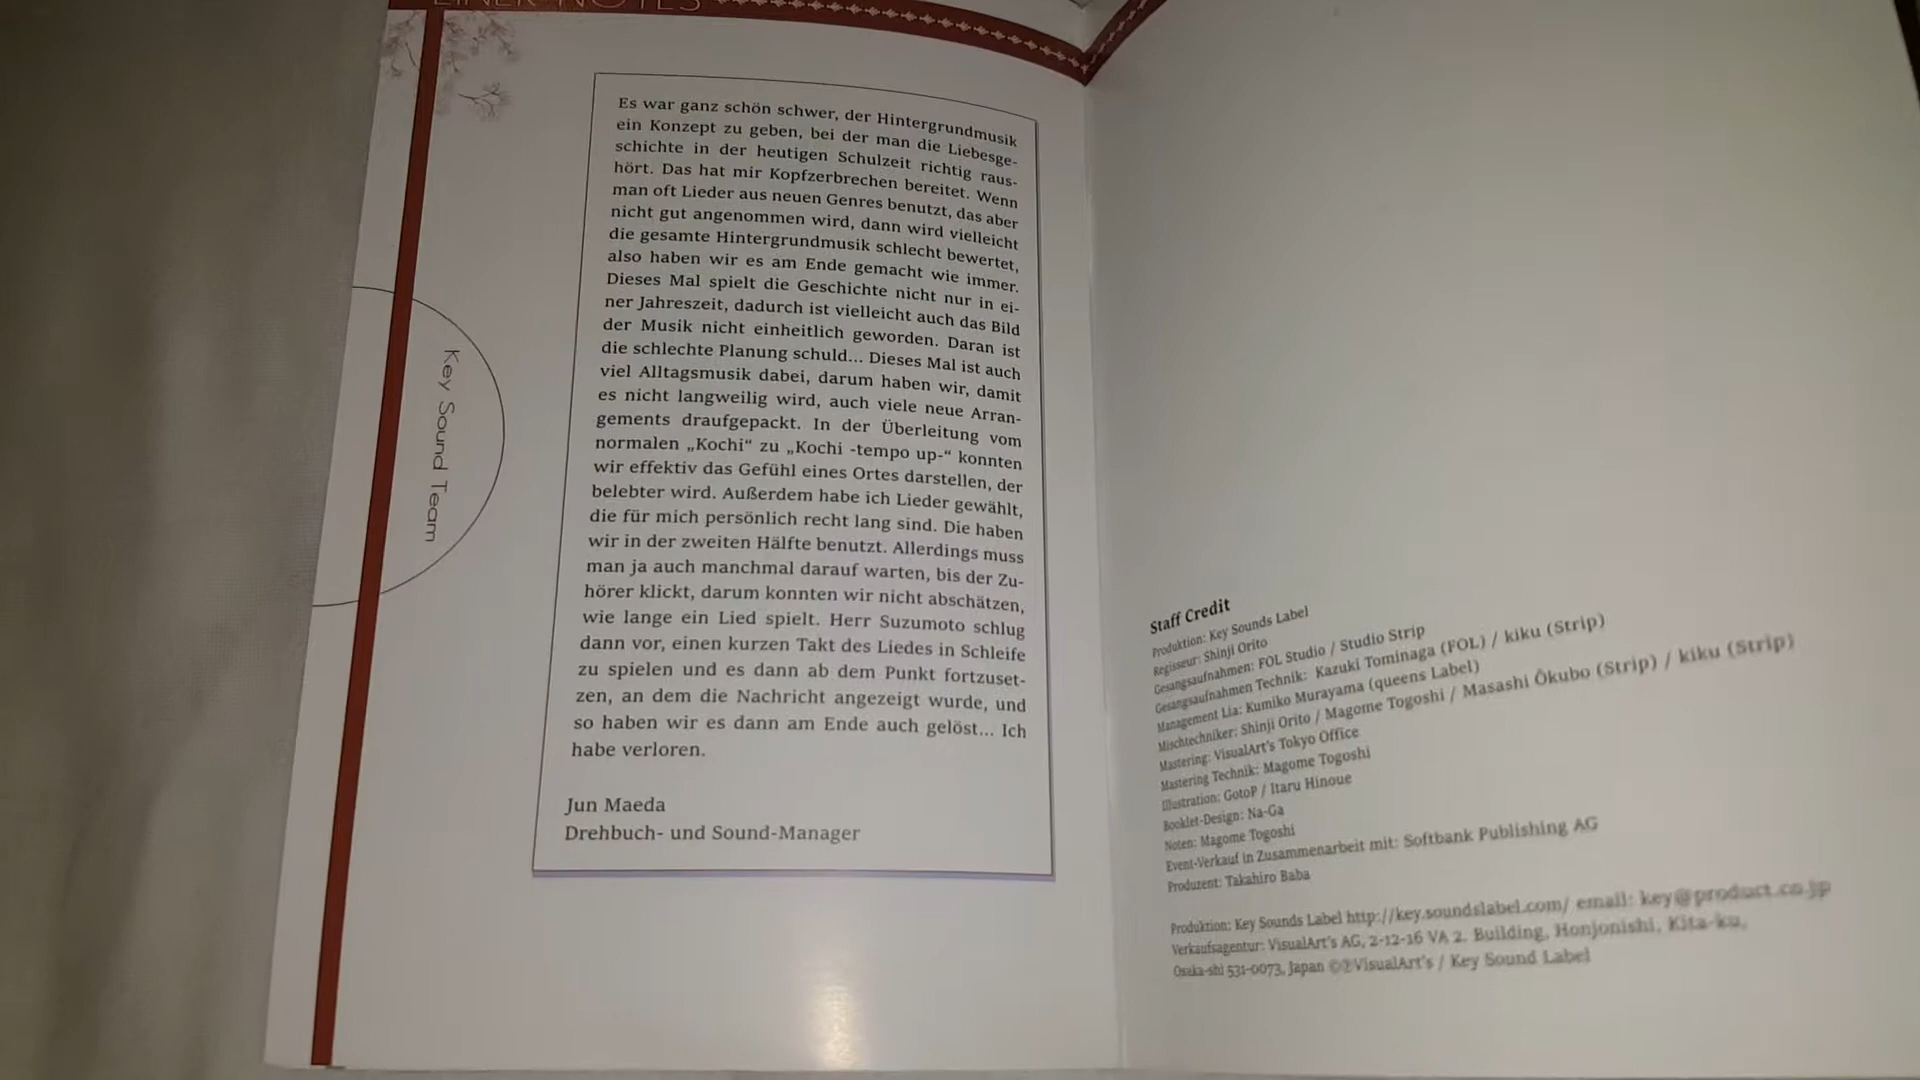 LINER NOTES
Es war ganz schön schwer, der Hintergrundmusik
ein Konzept zu geben, bei der man die Liebesge-
schichte in der heutigen Schulzeit richtig raus-
hört. Das hat mir Kopfzerbrechen bereitet. Wenn
man oft Lieder aus neuen Genres benutzt, das aber
nicht gut angenommen wird, dann wird vielleicht
die gesamte Hintergrundmusik schlecht bewertet,
also haben wir es am Ende gemacht wie immer.
Dieses Mal spielt die Geschichte nicht nur in ei-
ner Jahreszeit, dadurch ist vielleicht auch das Bild
der Musik nicht einheitlich geworden. Daran ist
die schlechte Planung schuld... Dieses Mal ist auch
viel Alltagsmusik dabei, darum haben wir, damit
es nicht langweilig wird, auch viele neue Arran-
gements draufgepackt. In der Überleitung vom
normalen „Kochi“ zu „Kochi -tempo up-“ konnten
wir effektiv das Gefühl eines Ortes darstellen, der
belebter wird. Außerdem habe ich Lieder gewählt,
die für mich persönlich recht lang sind. Die haben
wir in der zweiten Hälfte benutzt. Allerdings muss
man ja auch manchmal darauf warten, bis der Zu-
hörer klickt, darum konnten wir nicht abschätzen,
wie lange ein Lied spielt. Herr Suzumoto schlug
dann vor, einen kurzen Takt des Liedes in Schleife
zu spielen und es dann ab dem Punkt fortzuset-
zen, an dem die Nachricht angezeigt wurde, und
so haben wir es dann am Ende auch gelöst... Ich
habe verloren.
Jun Maeda
Drehbuch- und Sound-Manager
Key Sound Team
Staff Credit
Produktion: Key Sounds Label
Regisseur: Shinji Orito
Gesangsaufnahmen: FOL Studio / Studio Strip
Gesangsaufnahmen Technik: Kazuki Tominaga (FOL) / kiku (Strip)
Management Lia: Kumiko Murayama (queens Label)
Mischtechniker: Shinji Orito / Magome Togoshi / Masashi Ôkubo (Strip) / kiku (Strip)
Mastering: VisualArt's Tokyo Office
Mastering Technik: Magome Togoshi
Illustration: GotoP / Itaru Hinoue
Booklet-Design: Na-Ga
Noten: Magome Togoshi
Event-Verkauf in Zusammenarbeit mit: Softbank Publishing AG
Produzent: Takahiro Baba
Produktion: Key Sounds Label http://key.soundslabel.com/ email: key@product.co.jp
Verkaufsagentur: VisualArt's AG, 2-12-16 VA 2. Building, Honjonishi, Kita-ku,
Osaka-shi 531-0073, Japan ©℗VisualArt's / Key Sound Label